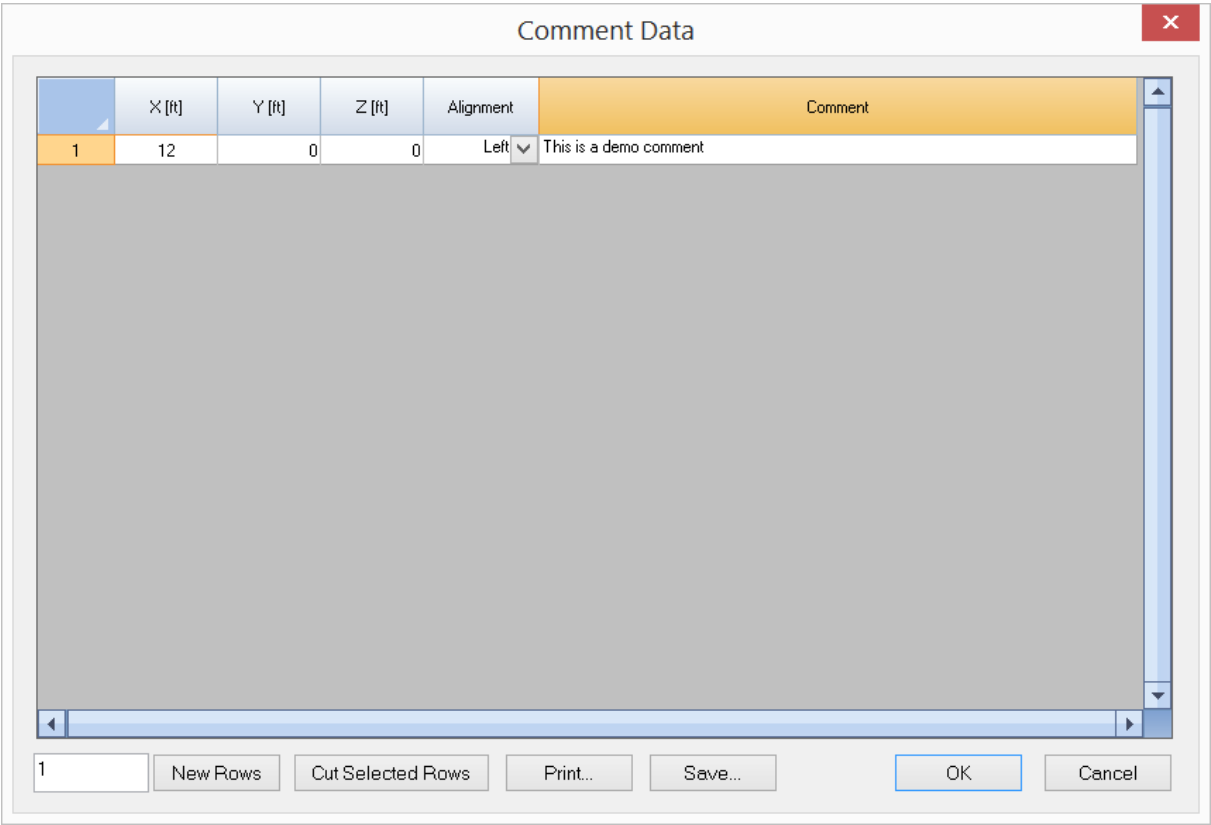 Comment Data
X [ft] Y [ft] Z [ft] Alignment Comment
1 12 0 0 Left This is a demo comment
1 New Rows Cut Selected Rows Print... Save... OK Cancel